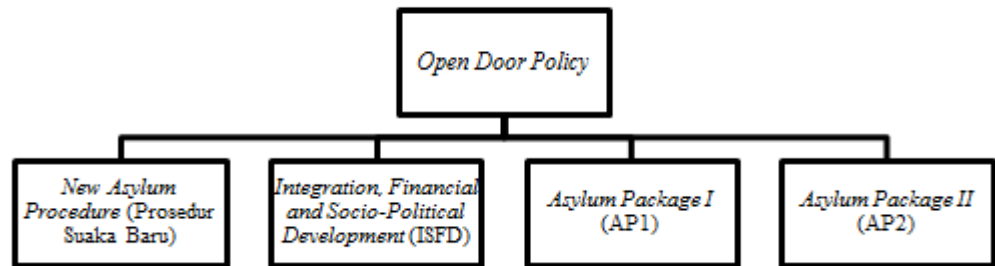 Open Door Policy
New Asylum
Procedure (Prosedur
Suaka Baru)
Integration, Financial
and Socio-Political
Development (ISFD)
Asylum Package I
(AP1)
Asylum Package II
(AP2)